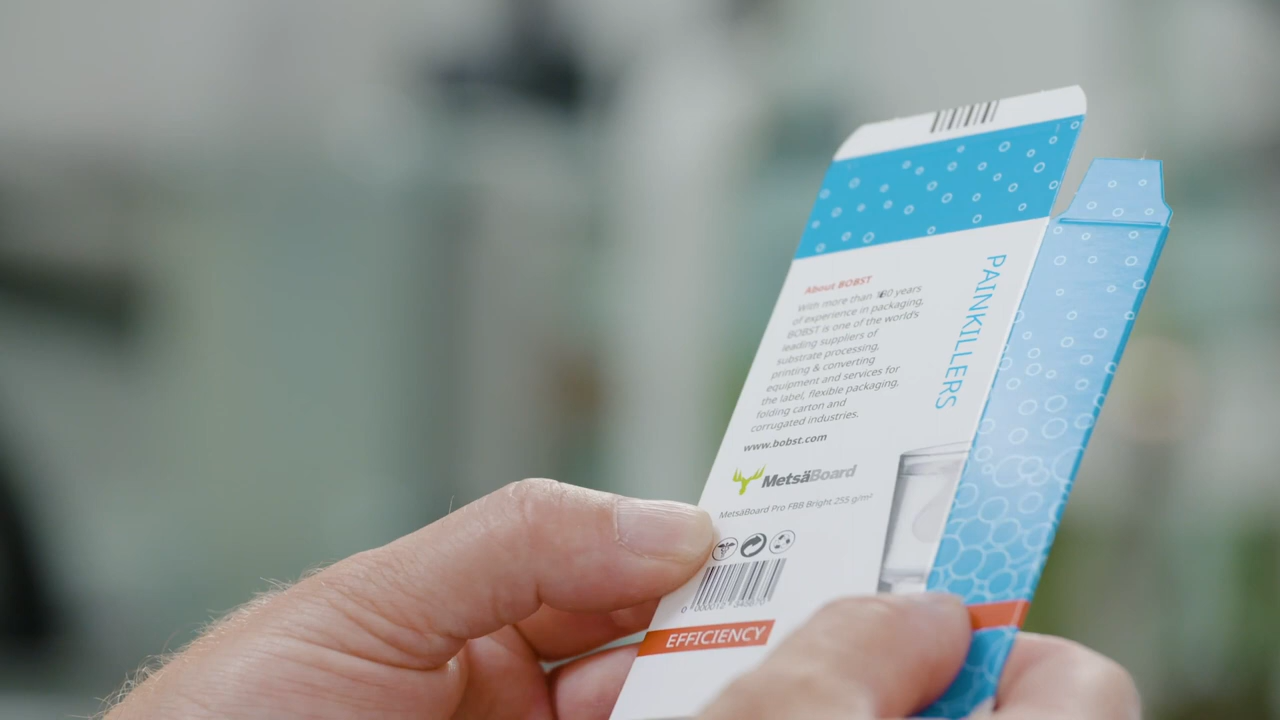 About BOBST
With more than 130 years
of experience in packaging,
BOBST is one of the world's
leading suppliers of
substrate processing,
printing & converting
equipment and services for
the label, flexible packaging,
folding carton and
corrugated industries.
www.bobst.com
MetsäBoard
MetsäBoard Pro FBB Bright 255 g/m²
EFFICIENCY
PAINKILLERS